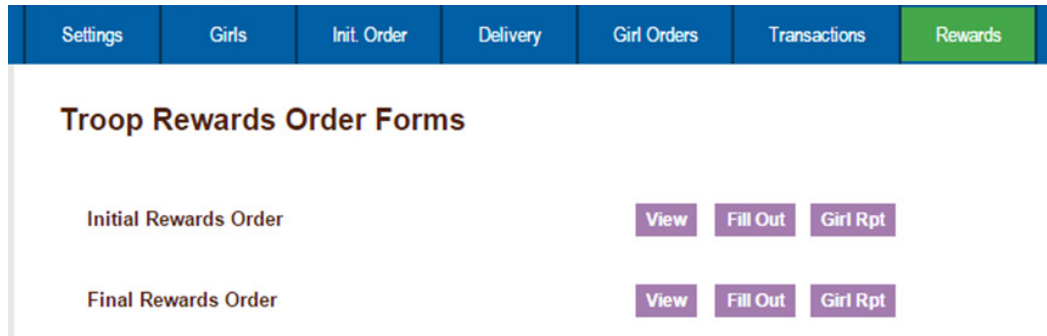 Settings Girls Init. Order Delivery Girl Orders Transactions Rewards
Troop Rewards Order Forms
Initial Rewards Order View Fill Out Girl Rpt
Final Rewards Order View Fill Out Girl Rpt